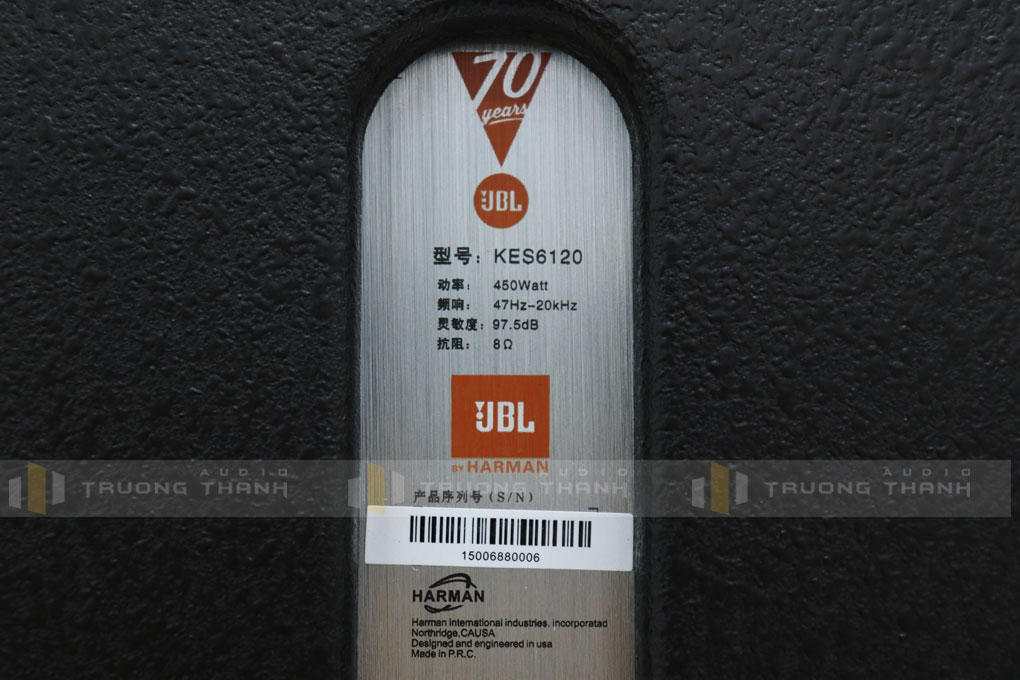 70
years
JBL
型号: KES6120
动率: 450Watt
频响: 47Hz-20kHz
灵敏度: 97.5dB
抗阻: 8Ω
JBL
BY HARMAN
AUDIO AUDIO AUDIO
TRUONG THANH TRUONG THANH TRUONG THANH
产品序列号(S/N)
15006880006
HARMAN
Harman international industries, incorporatad
Northridge,CAUSA
Designed and engineered in usa
Made in P.R.C.